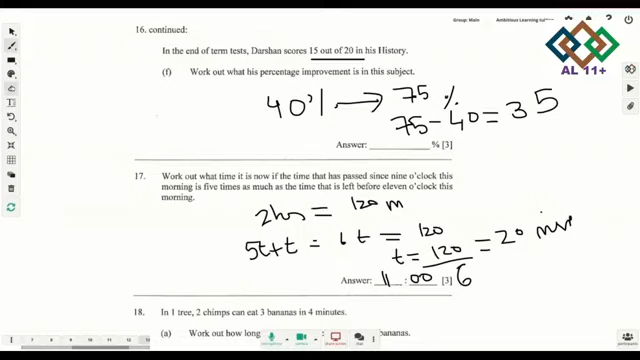 Group: Main
Ambitious Learning
AL 11+
16. continued:
In the end of term tests, Darshan scores 15 out of 20 in his History.
(f) Work out what his percentage improvement is in this subject.
40% → 75 %
75 - 40 = 35
Answer: ____________ % [3]
17. Work out what time it is now if the time that has passed since nine o'clock this
morning is five times as much as the time that is left before eleven o'clock this
morning.
2hrs = 120 m
5t+t = 6t = 120
t = 120/6 = 20 mins
Answer: 11 : 00 [3]
18. In 1 tree, 2 chimps can eat 3 bananas in 4 minutes.
(a) Work out how long
bananas.